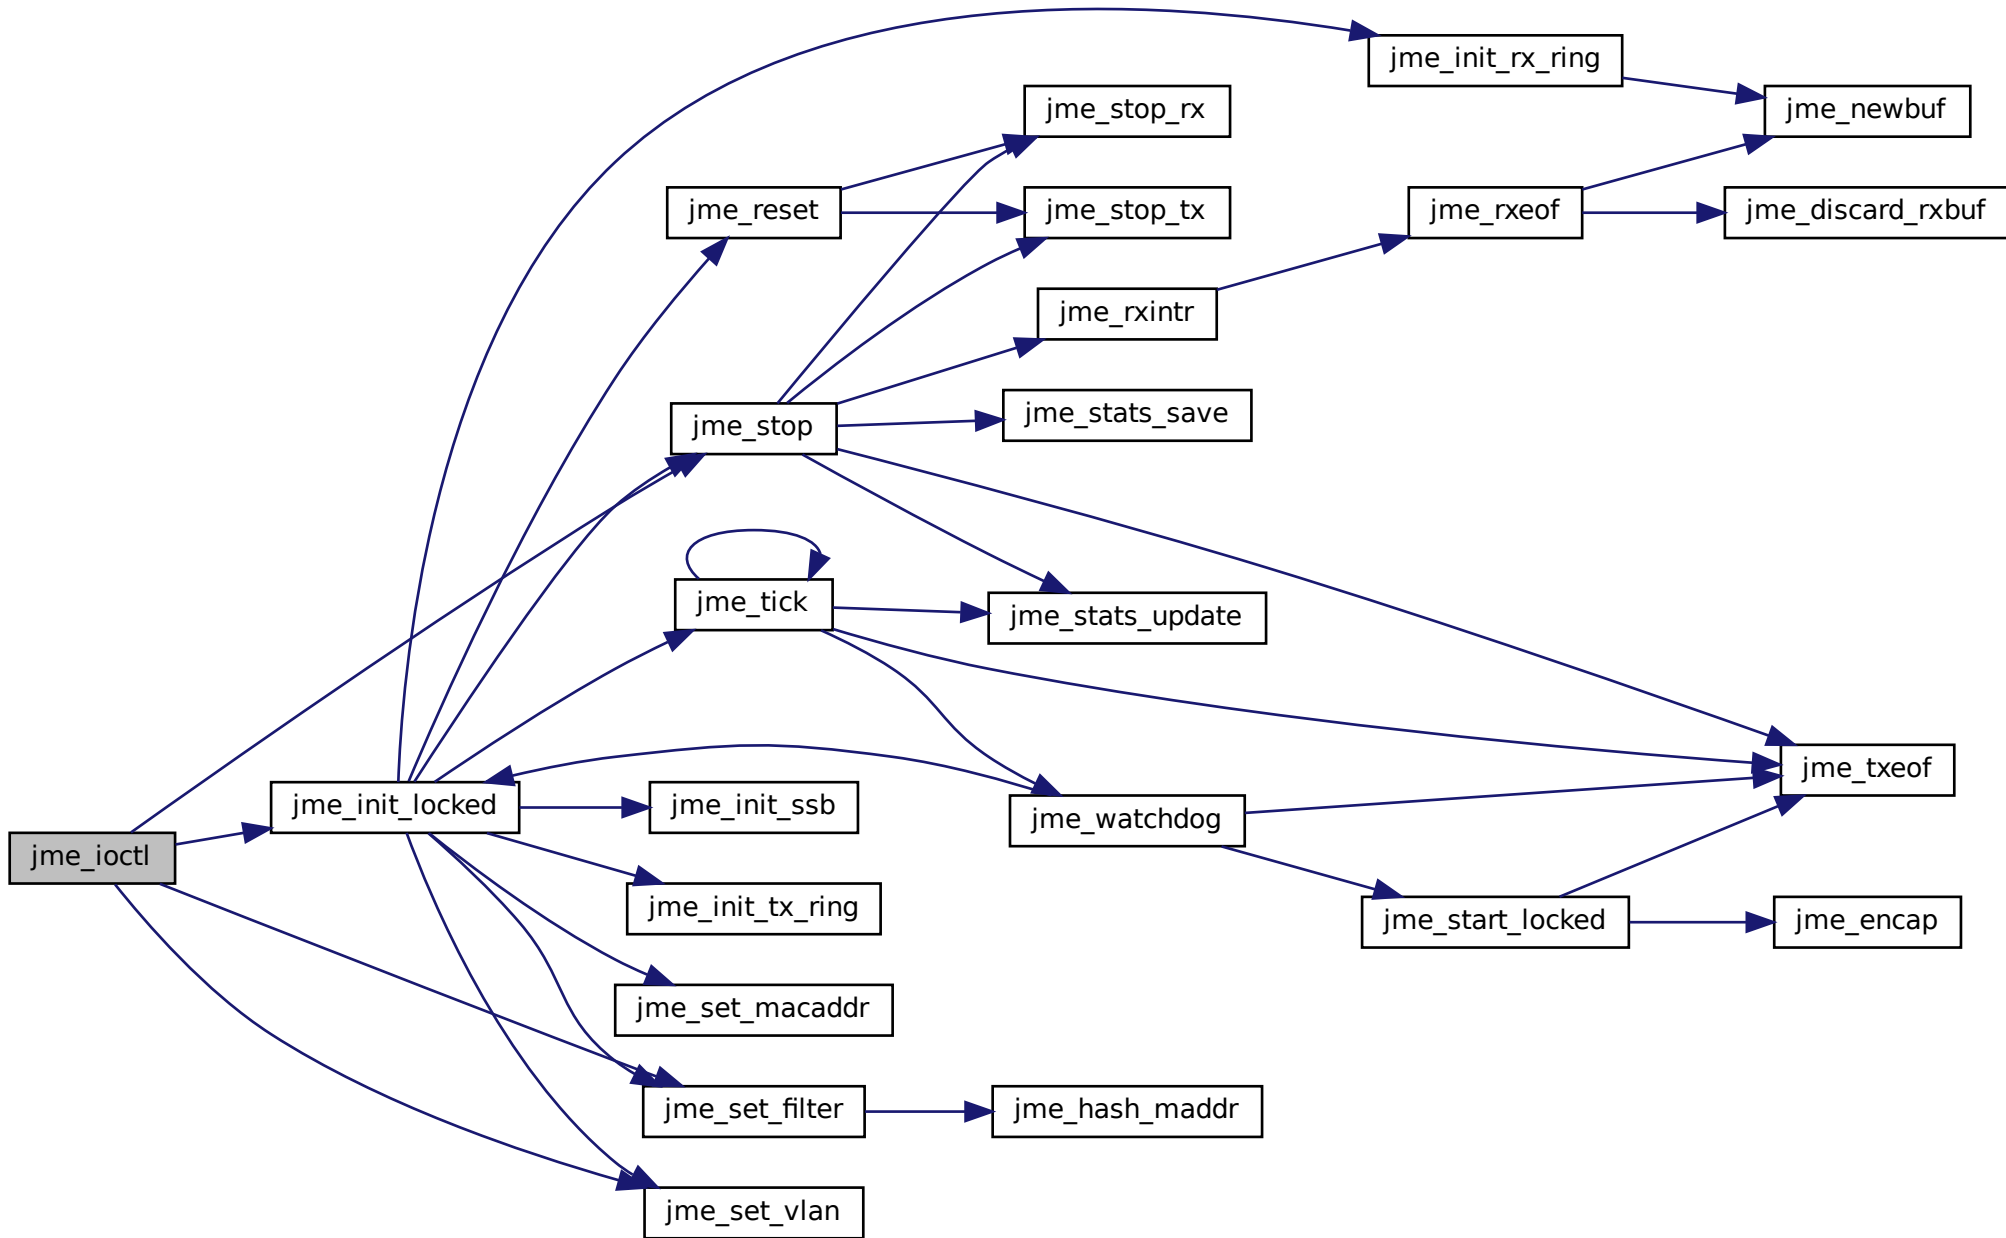 jme_init_rx_ring
jme_stop_rx
jme_newbuf
jme_reset
jme_stop_tx
jme_rxeof
jme_discard_rxbuf
jme_rxintr
jme_stop
jme_stats_save
jme_tick
jme_stats_update
jme_txeof
jme_init_locked
jme_init_ssb
jme_watchdog
jme_ioctl
jme_init_tx_ring
jme_start_locked
jme_encap
jme_set_macaddr
jme_set_filter
jme_hash_maddr
jme_set_vlan